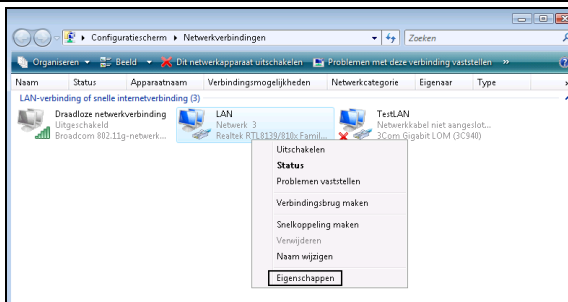 Configuratiescherm ▸ Netwerkverbindingen
Zoeken
Organiseren Beeld Dit netwerkapparaat uitschakelen Problemen met deze verbinding vaststellen »
Naam Status Apparaatnaam Verbindingsmogelijkheden Netwerkcategorie Eigenaar Type
LAN-verbinding of snelle internetverbinding (3)
Draadloze netwerkverbinding
Uitgeschakeld
Broadcom 802.11g-netwerk...
LAN
Netwerk 3
Realtek RTL8139/810x Famil...
TestLAN
Netwerkkabel niet aangeslot...
3Com Gigabit LOM (3C940)
Uitschakelen
Status
Problemen vaststellen
Verbindingsbrug maken
Snelkoppeling maken
Verwijderen
Naam wijzigen
Eigenschappen